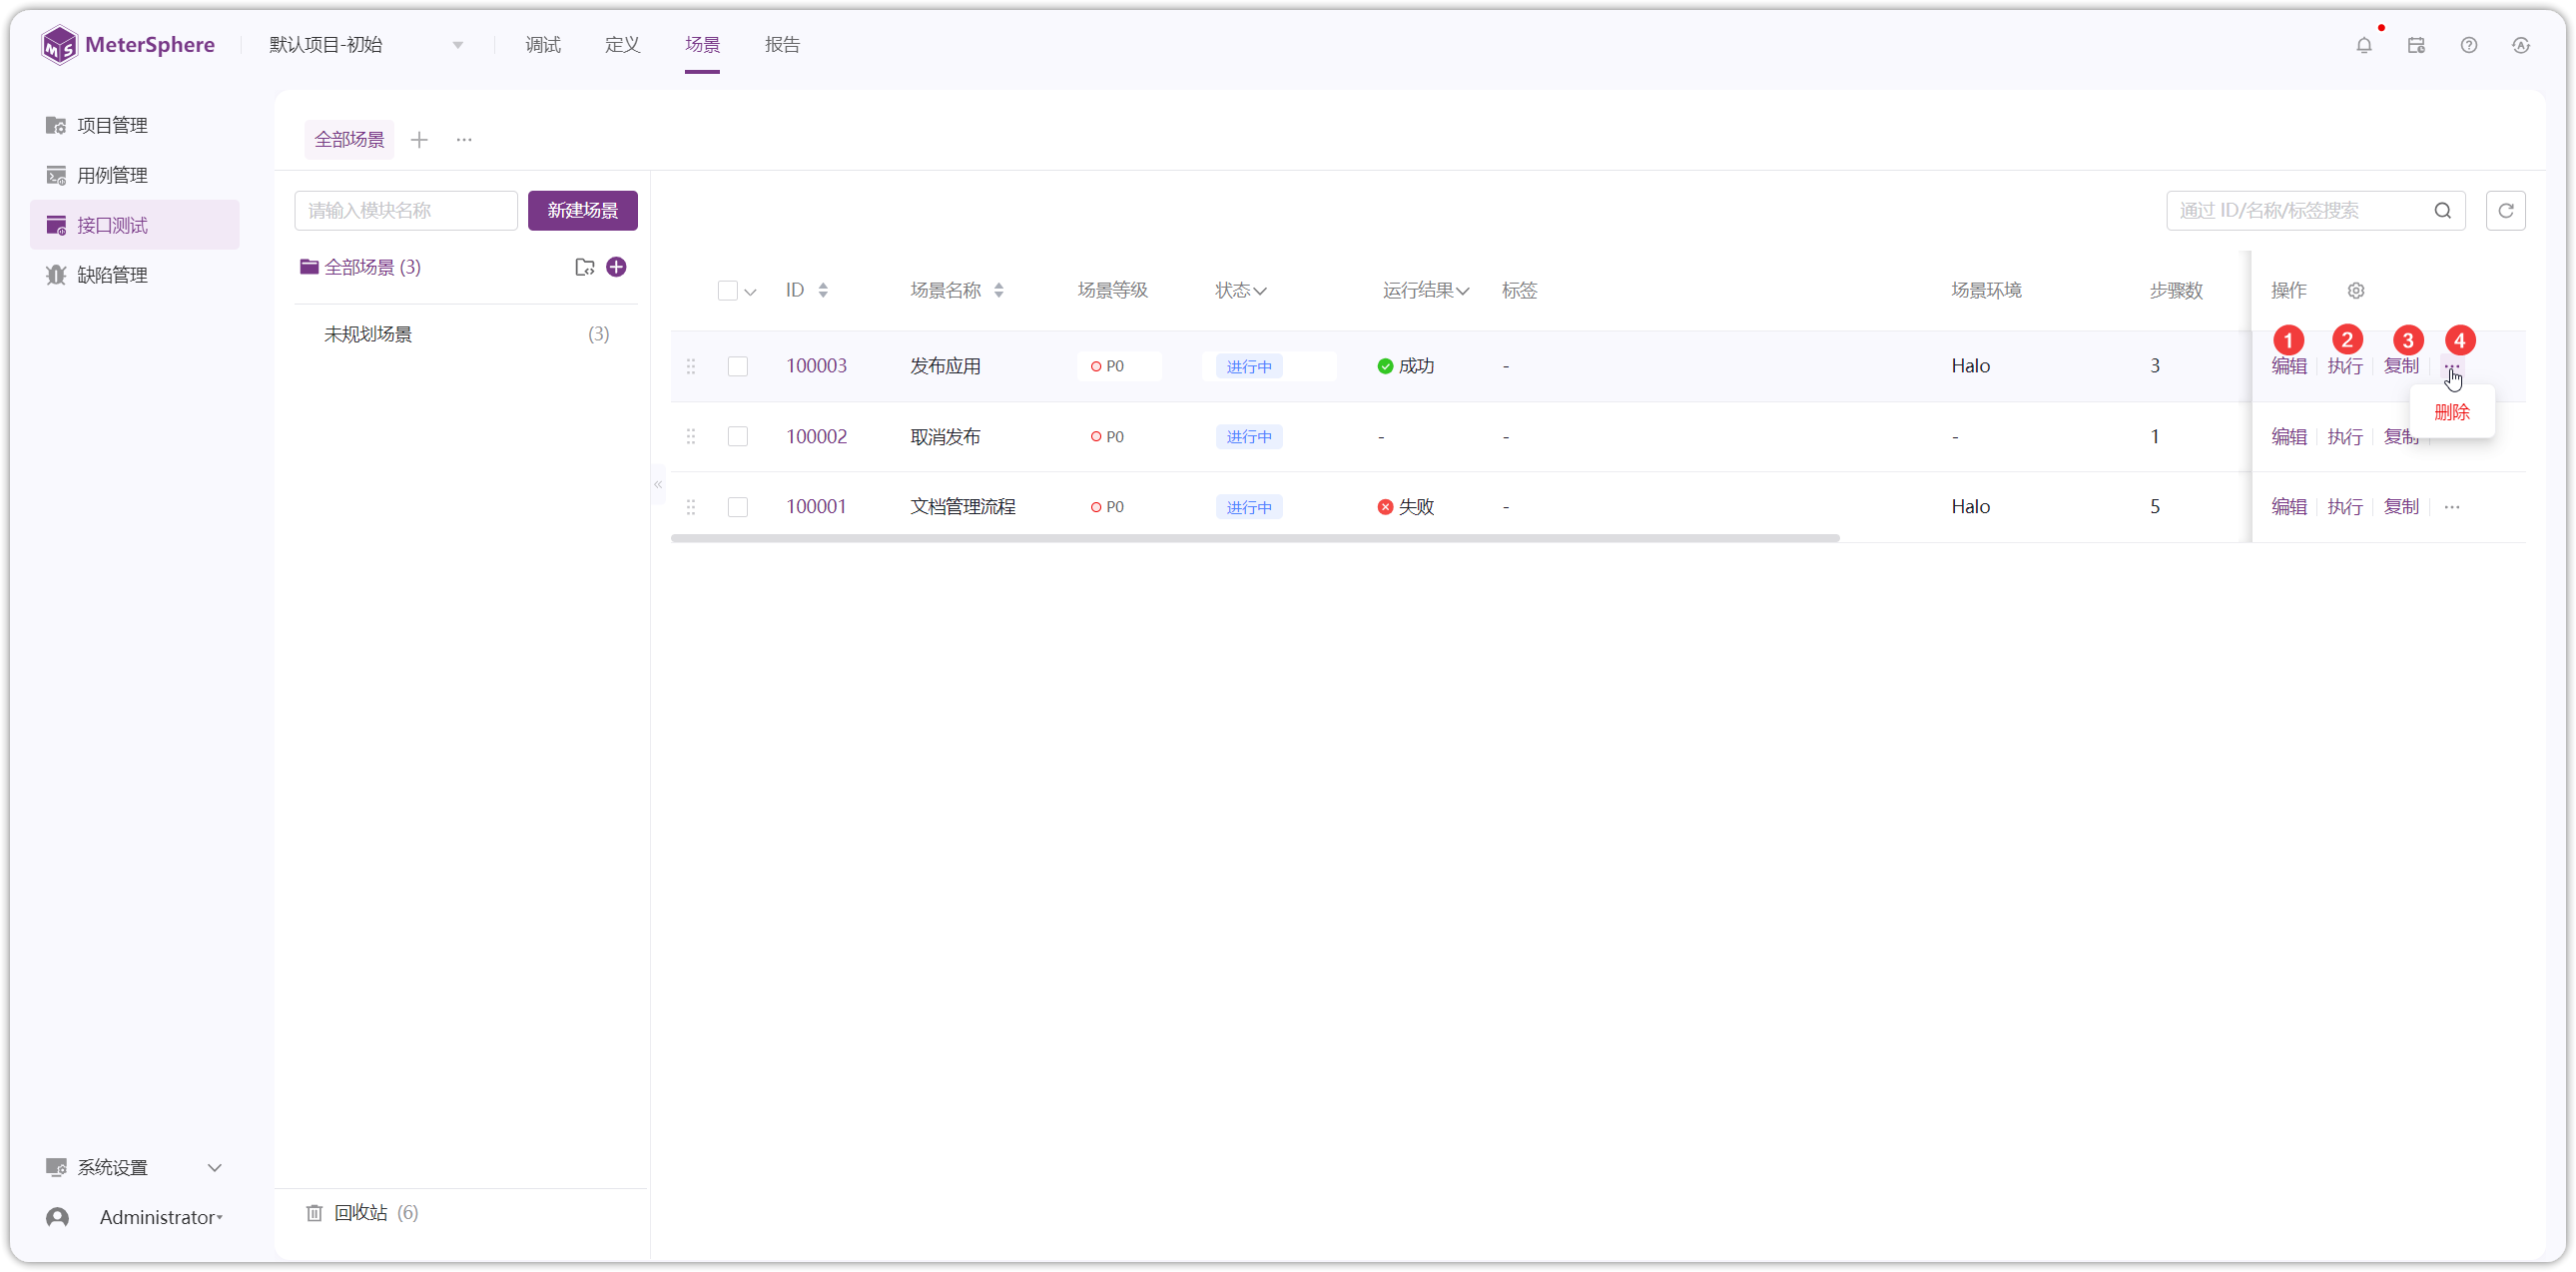 MeterSphere 默认项目-初始 调试 定义 场景 报告
项目管理
用例管理
接口测试
缺陷管理
全部场景
请输入模块名称 新建场景
通过 ID/名称/标签搜索
全部场景 (3)
未规划场景 (3)
ID 场景名称 场景等级 状态 运行结果 标签 场景环境 步骤数 操作
1 2 3 4
100003 发布应用 P0 进行中 成功 - Halo 3 编辑 执行 复制 ...
删除
100002 取消发布 P0 进行中 - - - 1 编辑 执行 复制
100001 文档管理流程 P0 进行中 失败 - Halo 5 编辑 执行 复制 ...
系统设置
Administrator
回收站 (6)